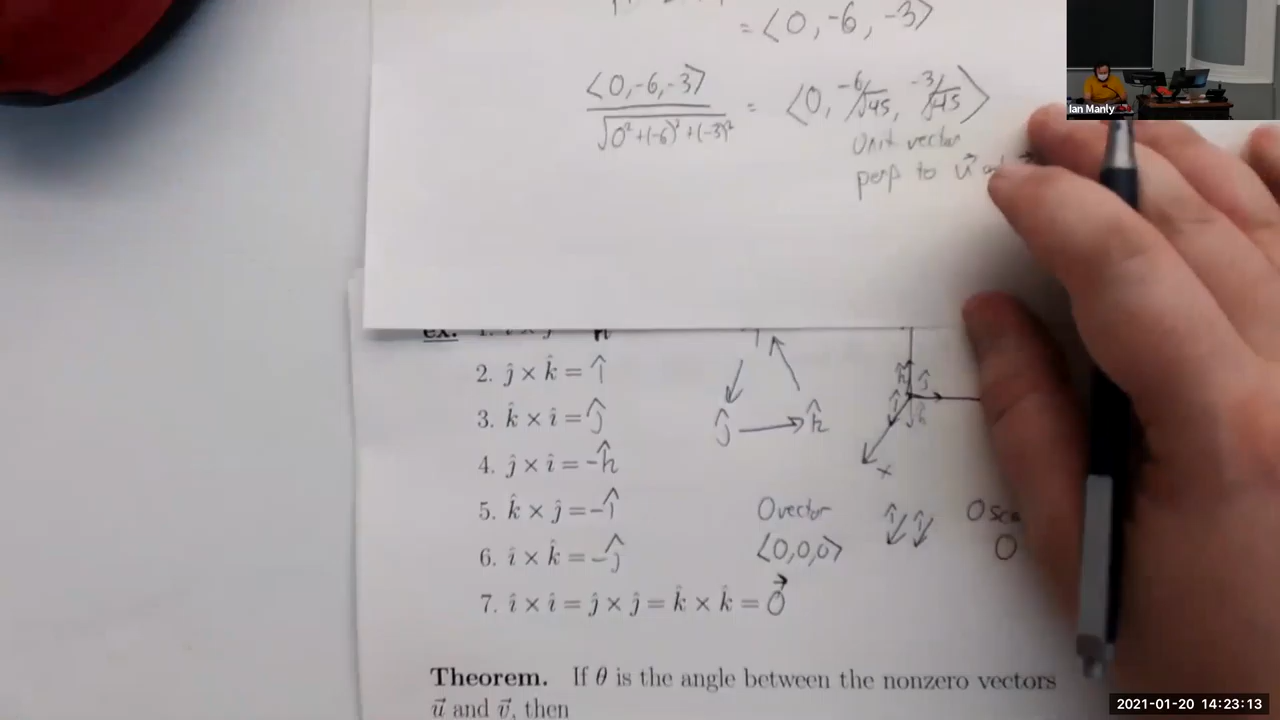 = ⟨0, -6, -3⟩
⟨0, -6, -3⟩ / √0² + (-6)² + (-3)² = ⟨0, -6/√45, -3/√45⟩
Unit vector
perp to u⃗ and
ex.
2. ĵ × k̂ = î
3. k̂ × î = ĵ
4. ĵ × î = -k̂
5. k̂ × ĵ = -î
6. î × k̂ = -ĵ
7. î × î = ĵ × ĵ = k̂ × k̂ = 0⃗
ĵ → k̂
k̂ ĵ
î
x
0 vector
⟨0,0,0⟩
î î
0
Theorem. If θ is the angle between the nonzero vectors
u⃗ and v⃗, then
Ian Manly
2021-01-20 14:23:13